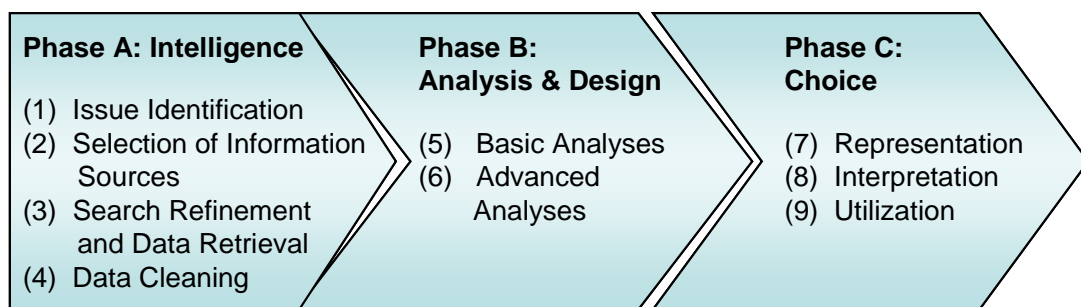 Phase A: Intelligence
(1) Issue Identification
(2) Selection of Information
Sources
(3) Search Refinement
and Data Retrieval
(4) Data Cleaning
Phase B:
Analysis & Design
(5) Basic Analyses
(6) Advanced
Analyses
Phase C:
Choice
(7) Representation
(8) Interpretation
(9) Utilization